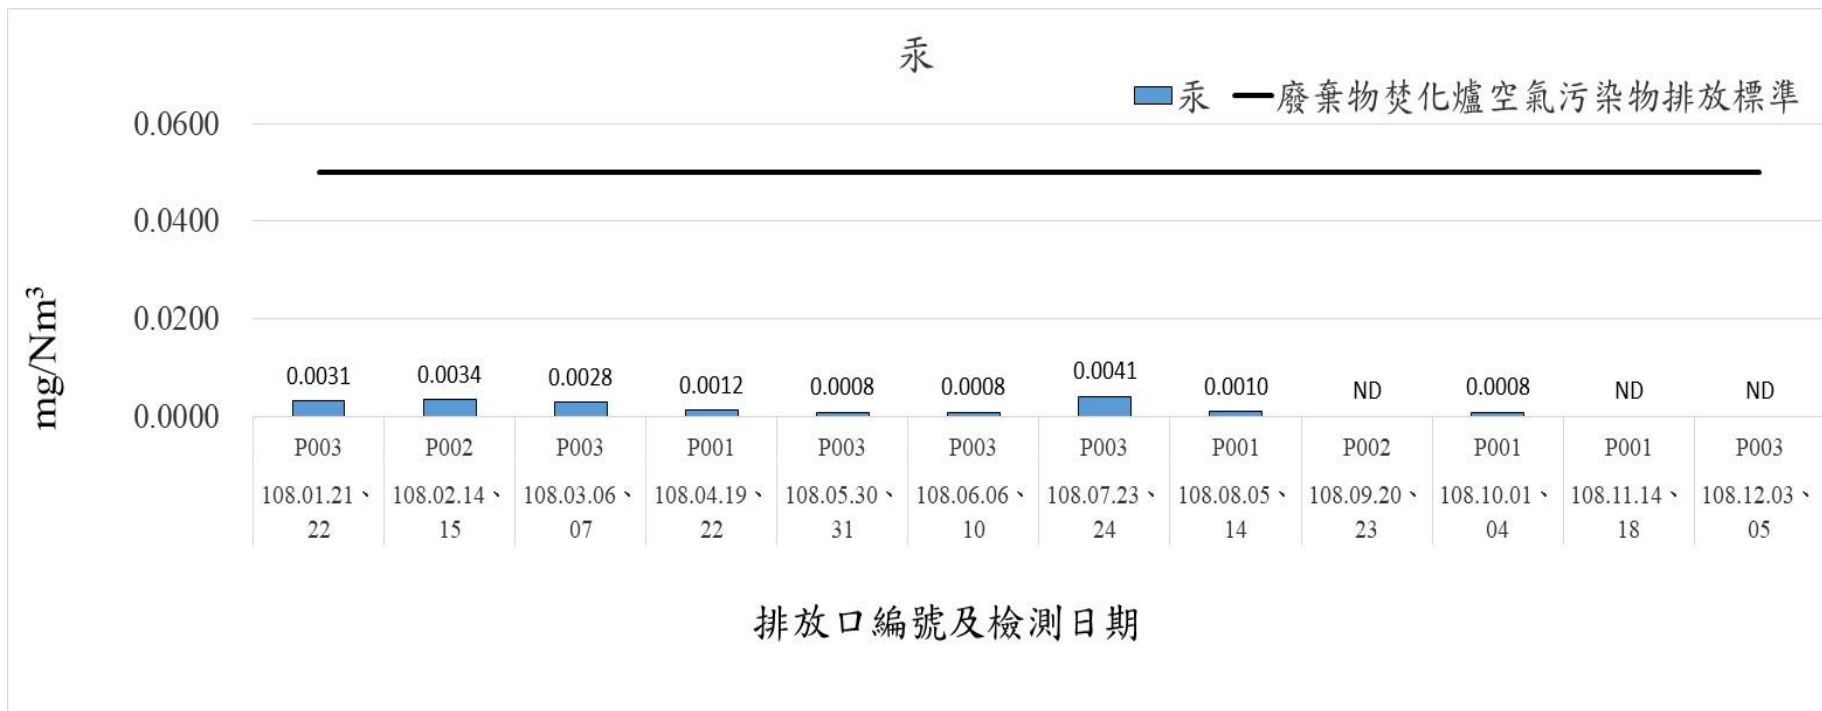 汞
汞 廢棄物焚化爐空氣污染物排放標準
0.0600
0.0400
0.0200
0.0000
mg/Nm³
0.0031 0.0034 0.0028 0.0012 0.0008 0.0008 0.0041 0.0010 ND 0.0008 ND ND
P003 P002 P003 P001 P003 P003 P003 P001 P002 P001 P001 P003
108.01.21、 108.02.14、 108.03.06、 108.04.19、 108.05.30、 108.06.06、 108.07.23、 108.08.05、 108.09.20、 108.10.01、 108.11.14、 108.12.03、
22 15 07 22 31 10 24 14 23 04 18 05
排放口編號及檢測日期